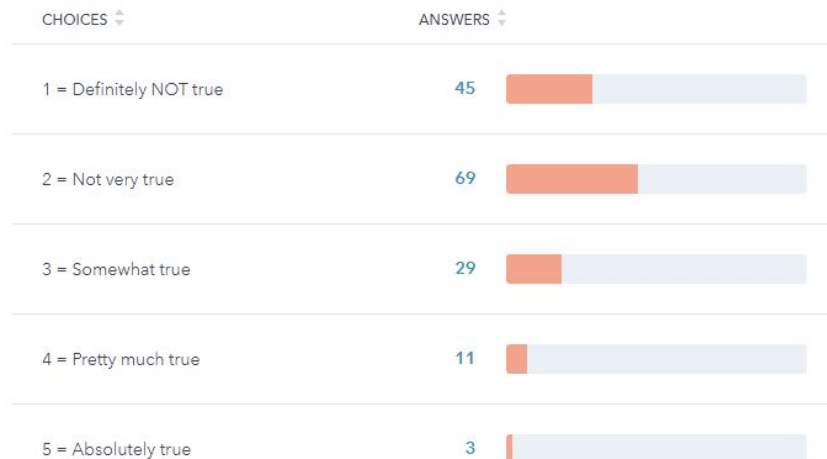 CHOICES ANSWERS
1 = Definitely NOT true 45
2 = Not very true 69
3 = Somewhat true 29
4 = Pretty much true 11
5 = Absolutely true 3